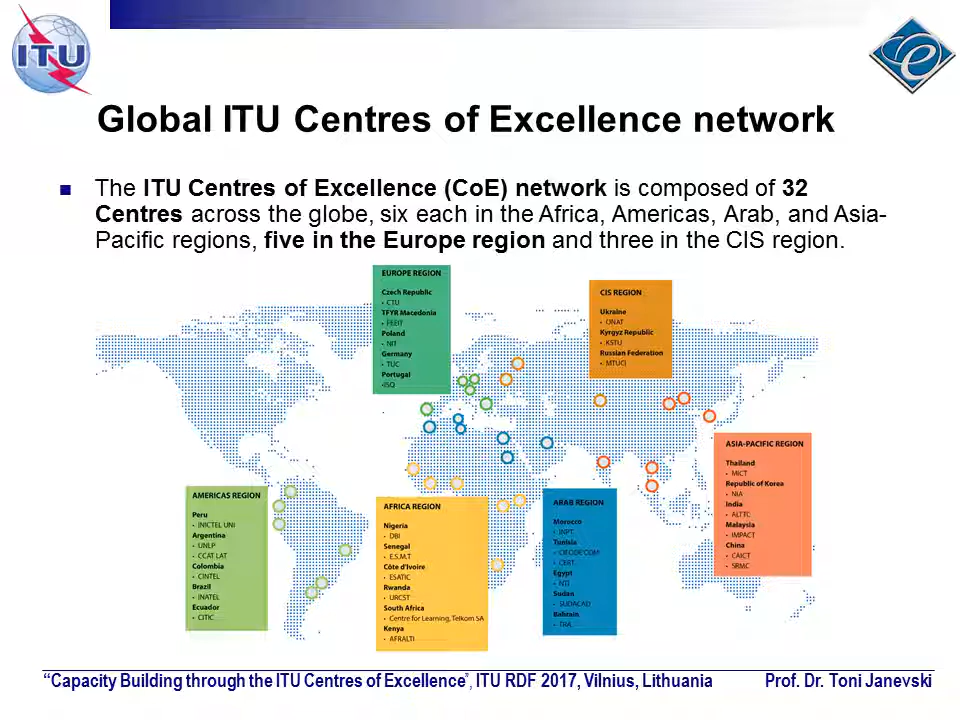 ITU
Global ITU Centres of Excellence network
The ITU Centres of Excellence (CoE) network is composed of 32
Centres across the globe, six each in the Africa, Americas, Arab, and Asia-
Pacific regions, five in the Europe region and three in the CIS region.
EUROPE REGION
Czech Republic
• CTU
TFYR Macedonia
• FEEIT
Poland
• NIT
Germany
• TUC
Portugal
•ISQ
CIS REGION
Ukraine
• ONAT
Kyrgyz Republic
• KSTU
Russian Federation
• MTUCI
AMERICAS REGION
Peru
• INICTEL UNI
Argentina
• UNLP
• CCAT LAT
Colombia
• CINTEL
Brazil
• INATEL
Ecuador
• CITIC
AFRICA REGION
Nigeria
• DBI
Senegal
• E.S.M.T
Côte d'Ivoire
• ESATIC
Rwanda
• URCST
South Africa
• Centre for Learning, Telkom SA
Kenya
• AFRALTI
ARAB REGION
Morocco
• INPT
Tunisia
• CIFODE'COM
• CERT
Egypt
• NTI
Sudan
• SUDACAD
Bahrain
• TRA
ASIA-PACIFIC REGION
Thailand
• MICT
Republic of Korea
• NIA
India
• ALTTC
Malaysia
• IMPACT
China
• CAICT
• SRMC
“Capacity Building through the ITU Centres of Excellence”, ITU RDF 2017, Vilnius, Lithuania
Prof. Dr. Toni Janevski